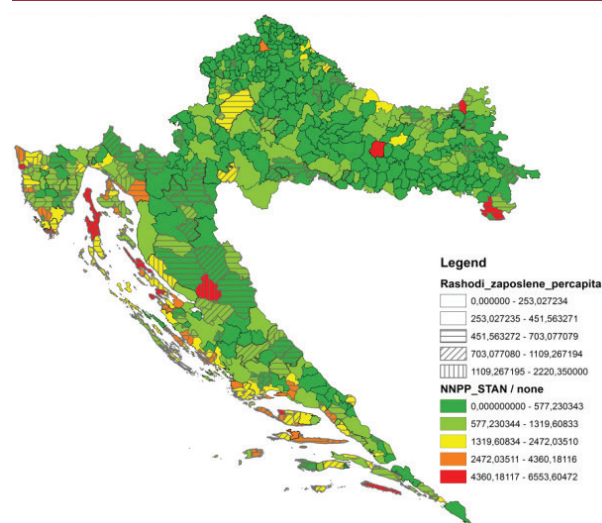 Legend
Rashodi_zaposlene_percapita
0,000000 - 253,027234
253,027235 - 451,563271
451,563272 - 703,077079
703,077080 - 1109,267194
1109,267195 - 2220,350000
NNPP_STAN / none
0,000000000 - 577,230343
577,230344 - 1319,60833
1319,60834 - 2472,03510
2472,03511 - 4360,18116
4360,18117 - 6553,60472